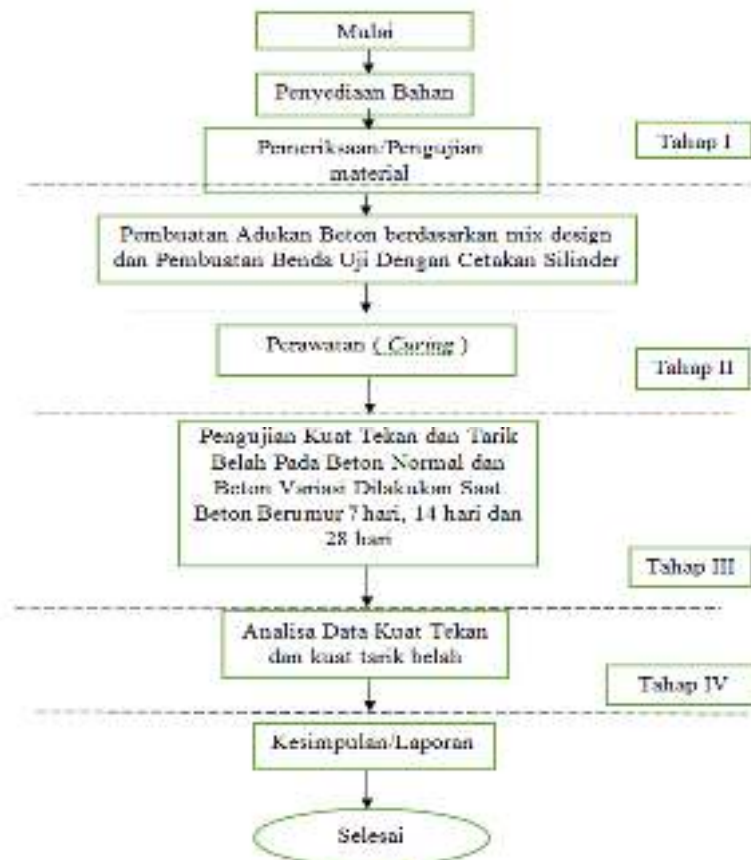 Mulai
Penyediaan Bahan
Pemeriksaan/Pengujian
material
Tahap I
Pembuatan Adukan Beton berdasarkan mix design
dan Pembuatan Benda Uji Dengan Cetakan Silinder
Perawatan ( Curing )
Tahap II
Pengujian Kuat Tekan dan Tarik
Belah Pada Beton Normal dan
Beton Variasi Dilakukan Saat
Beton Berumur 7 hari, 14 hari dan
28 hari
Tahap III
Analisa Data Kuat Tekan
dan kuat tarik belah
Tahap IV
Kesimpulan/Laporan
Selesai